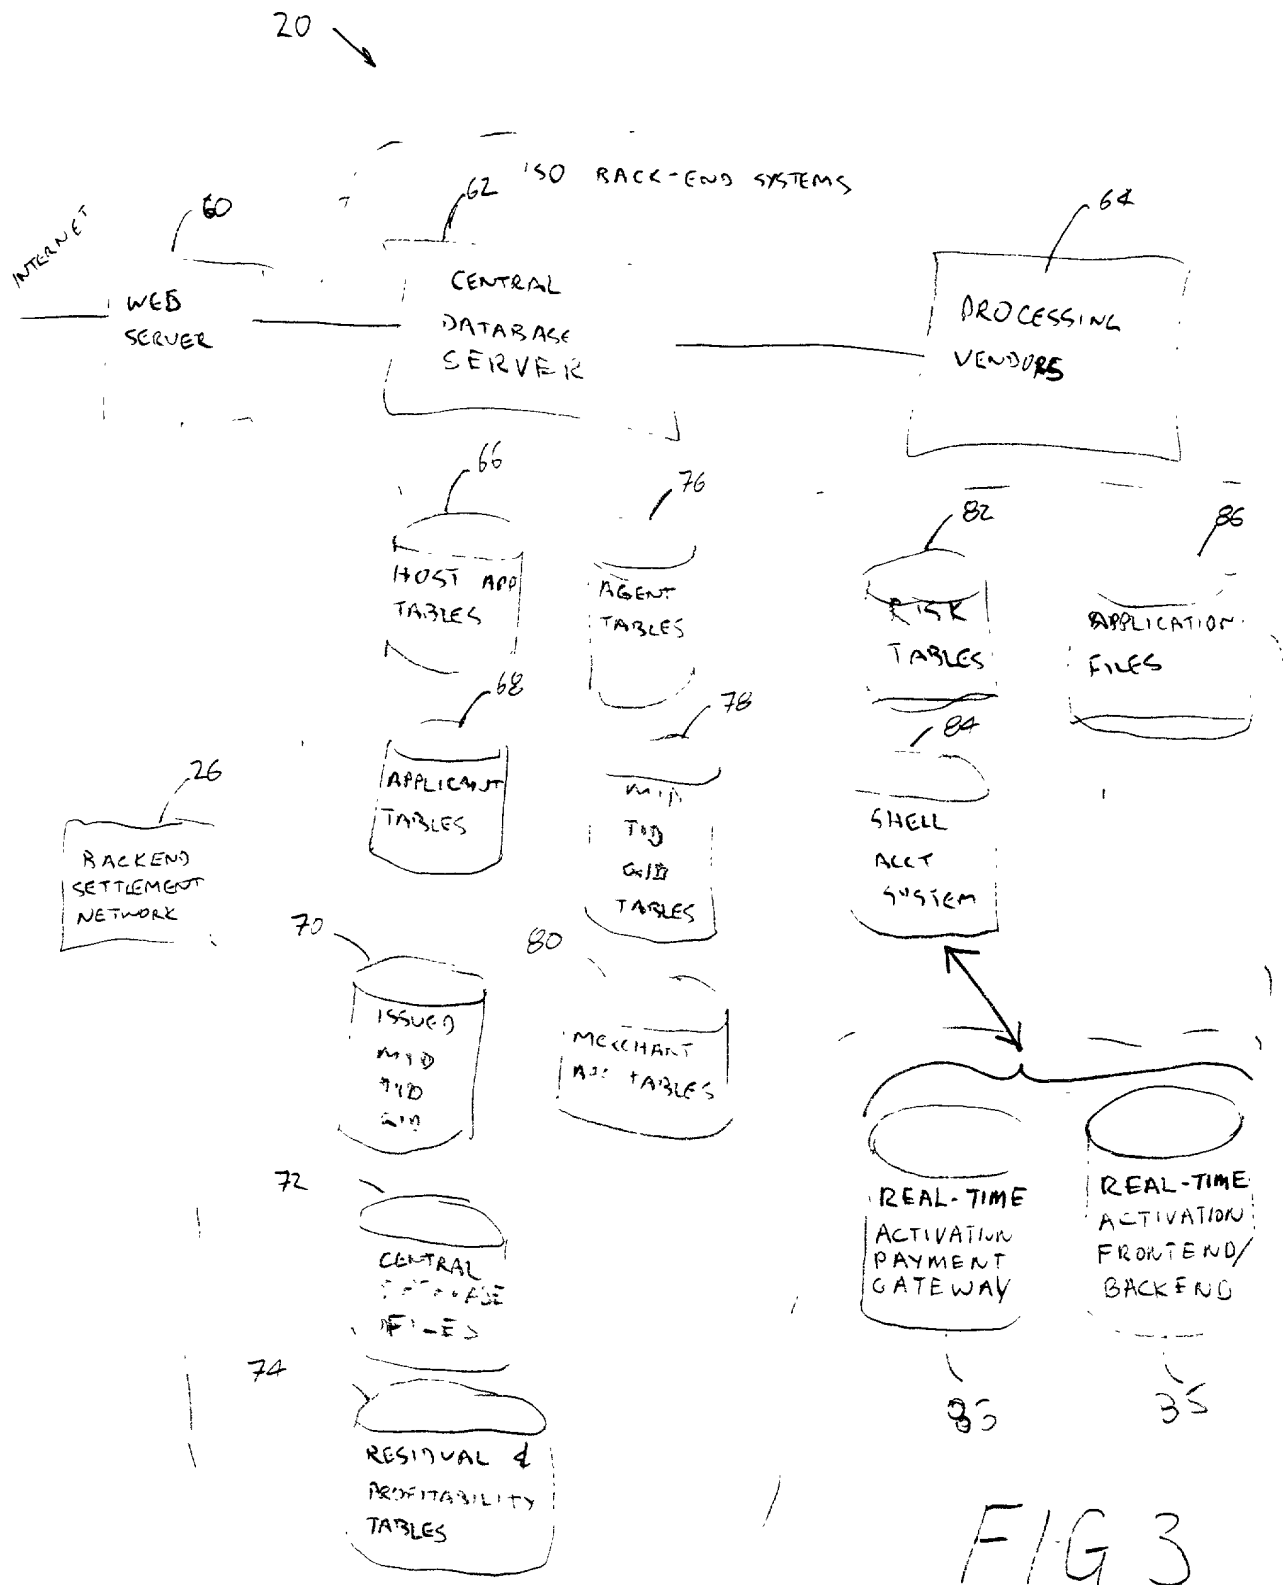 20
ISO BACK-END SYSTEMS
INTERNET
60
62
64
WEB
SERVER
CENTRAL
DATABASE
SERVER
PROCESSING
VENDORS
66
76
82
86
HOST APP
TABLES
AGENT
TABLES
RISK
TABLES
APPLICATION
FILES
68
78
84
APPLICANT
TABLES
TABLES
SHELL
ACCT
SYSTEM
26
BACKEND
SETTLEMENT
NETWORK
70
80
ISSUED
MID
MERCHANT
TABLES
72
CENTRAL
74
RESIDUAL &
PROFITABILITY
TABLES
REAL-TIME
ACTIVATION
PAYMENT
GATEWAY
REAL-TIME
ACTIVATION
FRONTEND/
BACKEND
FIG 3